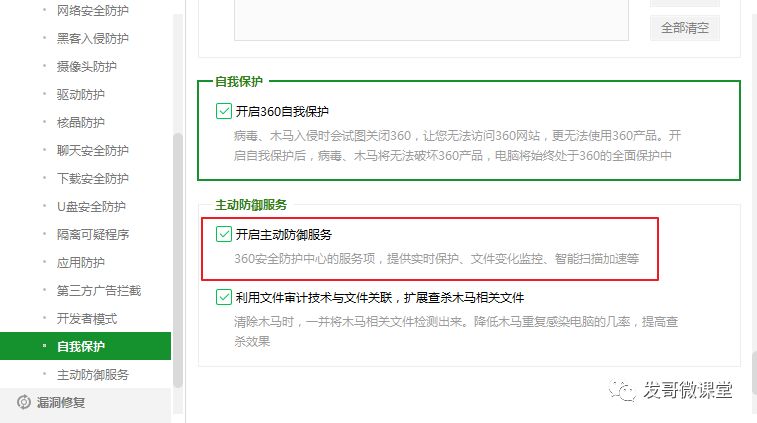 网络安全防护
黑客入侵防护
摄像头防护
驱动防护
核晶防护
聊天安全防护
下载安全防护
U盘安全防护
隔离可疑程序
应用防护
第三方广告拦截
开发者模式
自我保护
主动防御服务
漏洞修复
全部清空
自我保护
开启360自我保护
病毒、木马入侵时会试图关闭360，让您无法访问360网站，更无法使用360产品。开
启自我保护后，病毒、木马将无法破坏360产品，电脑将始终处于360的全面保护中
主动防御服务
开启主动防御服务
360安全防护中心的服务项，提供实时保护、文件变化监控、智能扫描加速等
利用文件审计技术与文件关联，扩展查杀木马相关文件
清除木马时，一并将木马相关文件检测出来。降低木马重复感染电脑的几率，提高查
杀效果
发哥微课堂